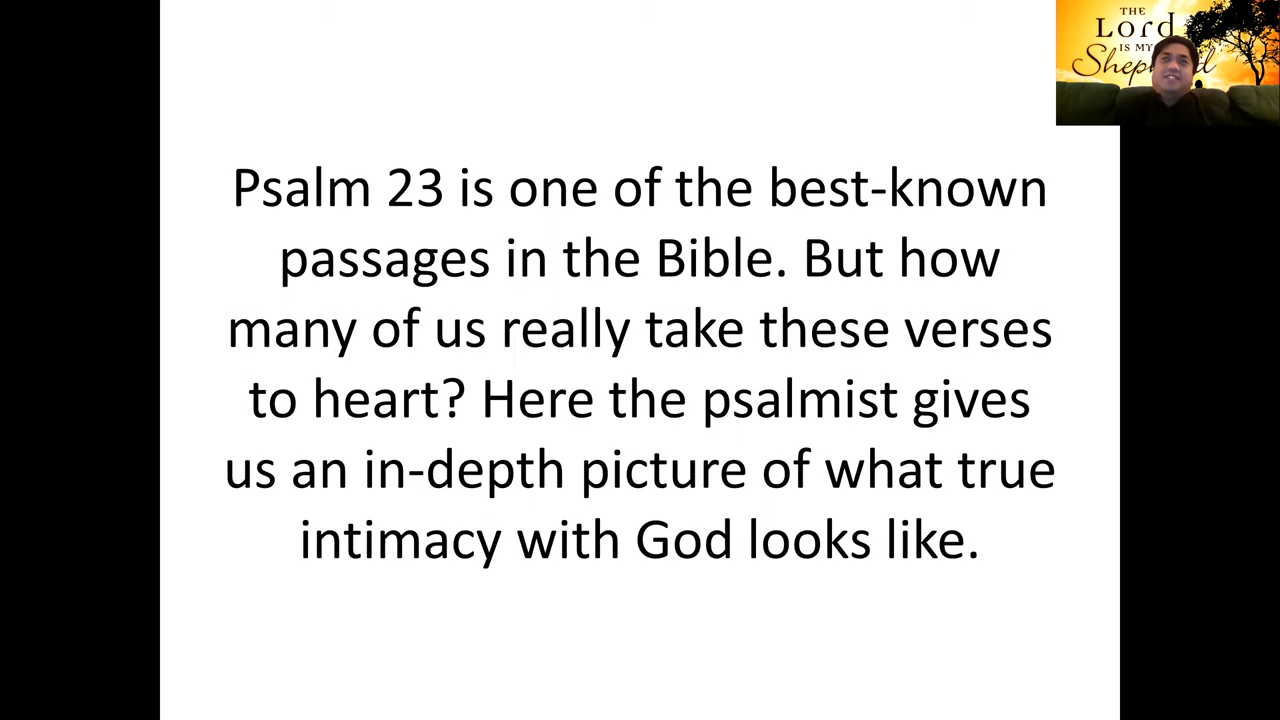 THE
Lord
IS MY
Psalm 23 is one of the best-known
passages in the Bible. But how
many of us really take these verses
to heart? Here the psalmist gives
us an in-depth picture of what true
intimacy with God looks like.